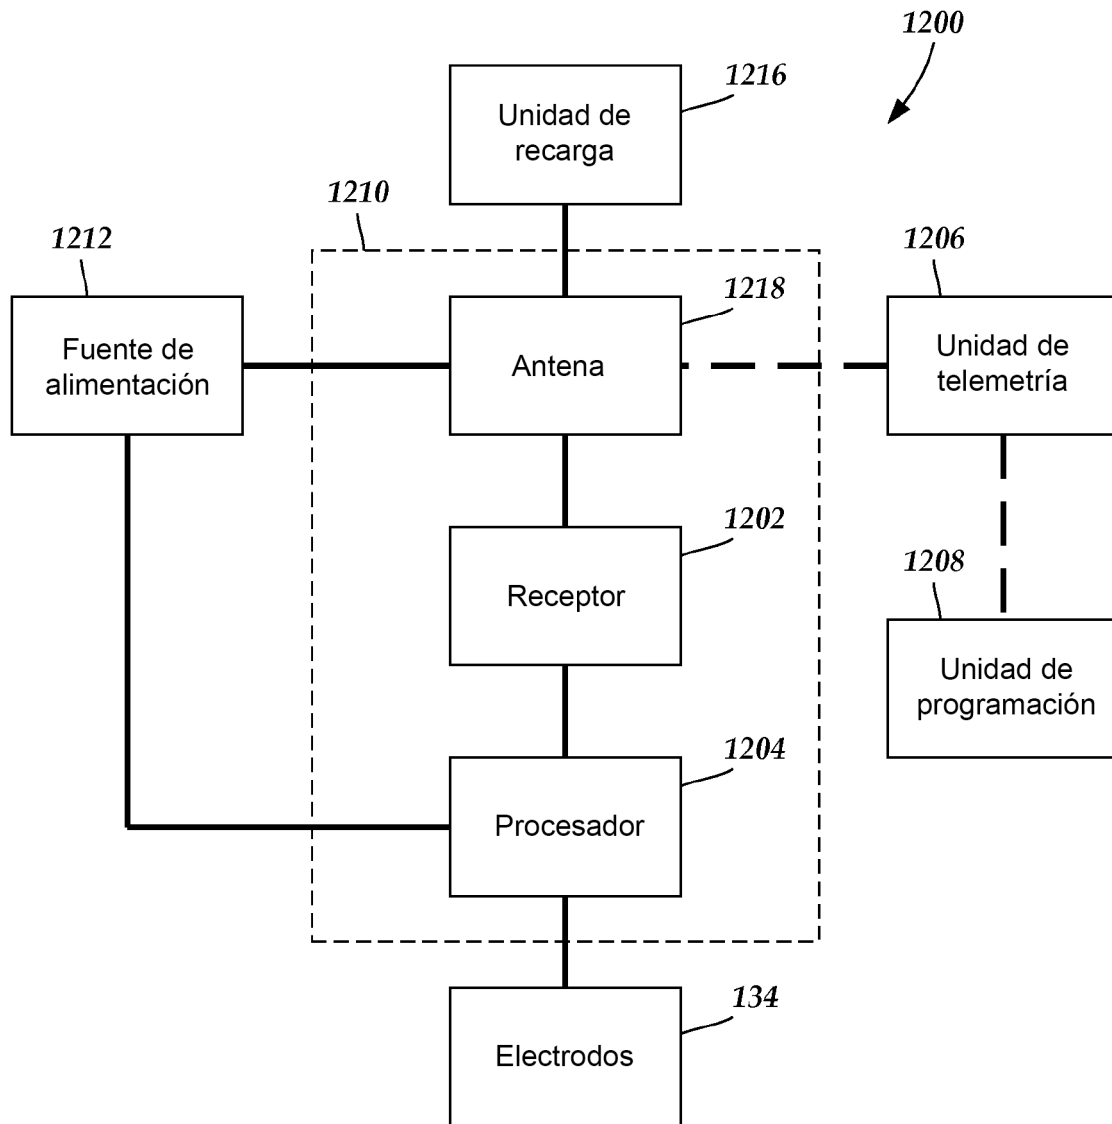 1200
1216
Unidad de
recarga
1210
1212
1206
1218
Fuente de
alimentación
Antena
Unidad de
telemetría
1202
Receptor
1208
Unidad de
programación
1204
Procesador
134
Electrodos